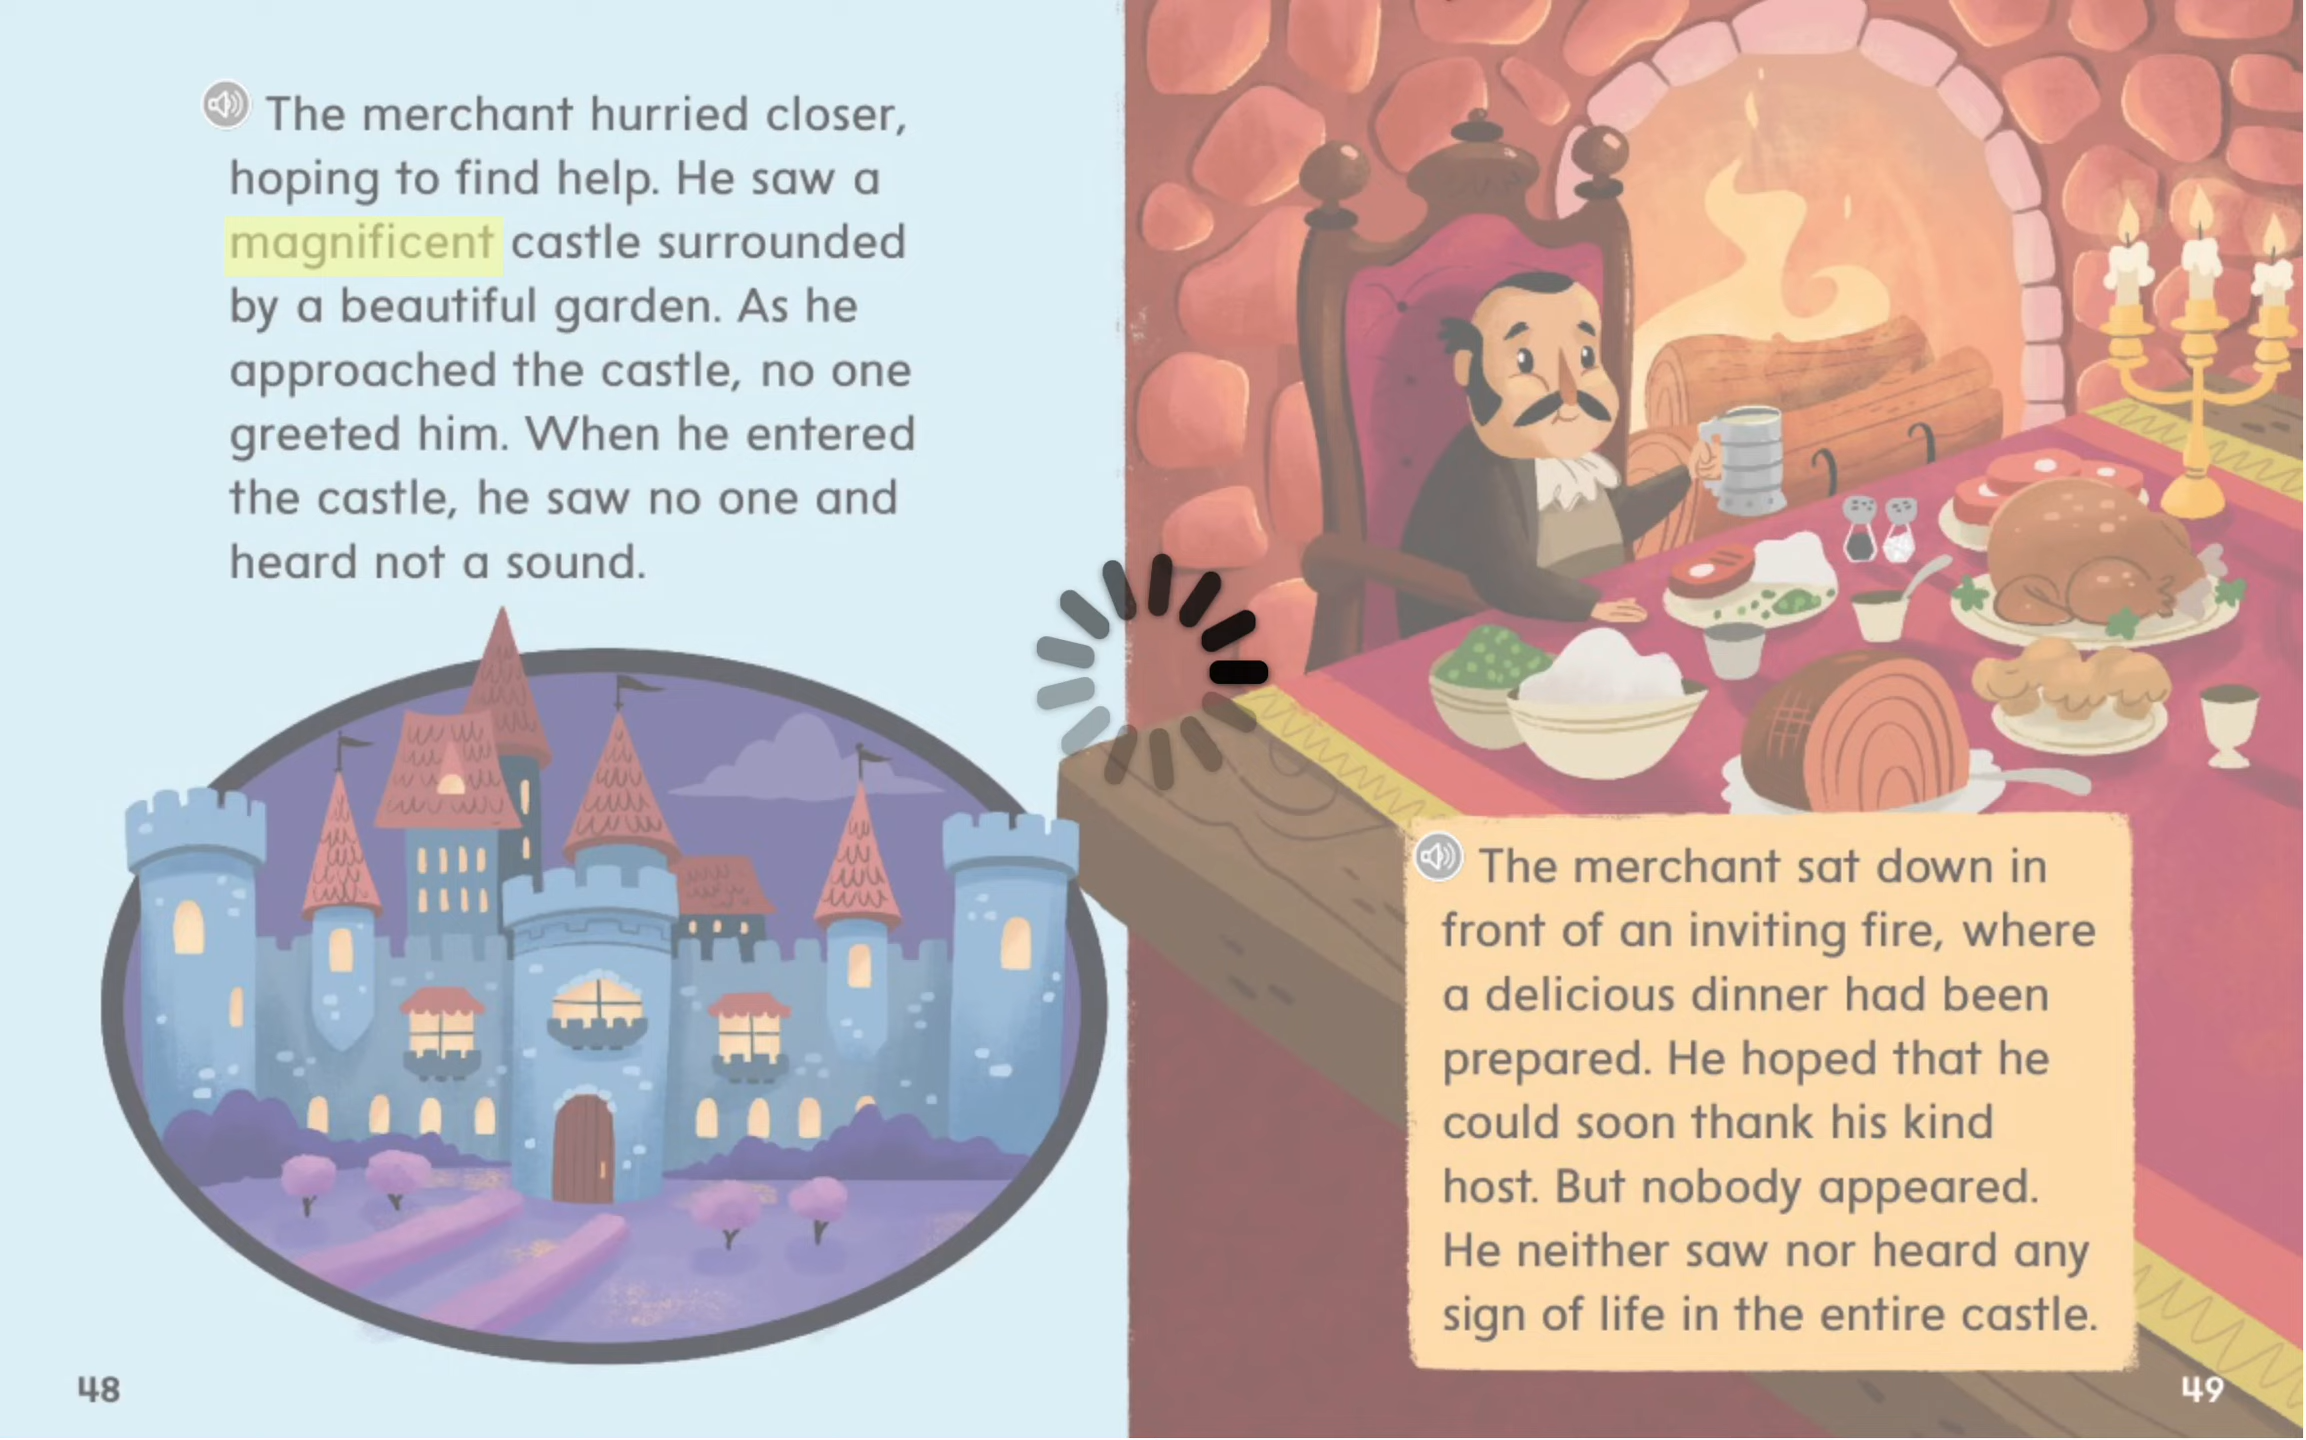 The merchant hurried closer,
hoping to find help. He saw a
magnificent castle surrounded
by a beautiful garden. As he
approached the castle, no one
greeted him. When he entered
the castle, he saw no one and
heard not a sound.
The merchant sat down in
front of an inviting fire, where
a delicious dinner had been
prepared. He hoped that he
could soon thank his kind
host. But nobody appeared.
He neither saw nor heard any
sign of life in the entire castle.
48
49